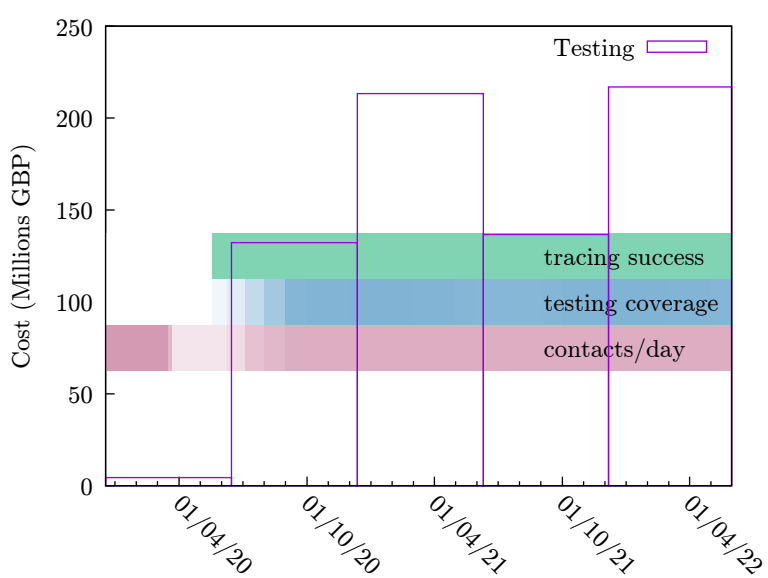 250
200
150
100
50
0
Cost (Millions GBP)
Testing
tracing success
testing coverage
contacts/day
01/04/20
01/10/20
01/04/21
01/10/21
01/04/22